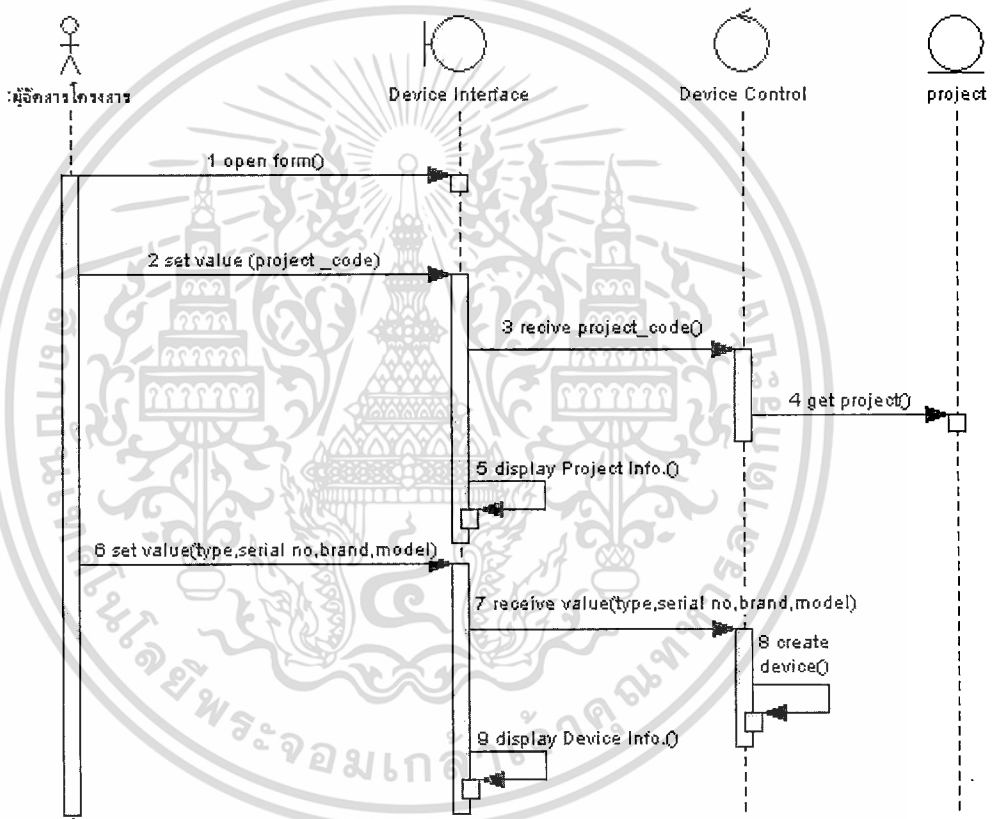 :ผู้จัดการโครงการ
Device Interface
Device Control
project
1 open form()
2 set value (project _code)
3 recive project_code()
4 get project()
5 display Project Info.()
6 set value(type,serial no,brand,model)
7 receive value(type,serial no,brand,model)
8 create
device()
9 display Device Info.()